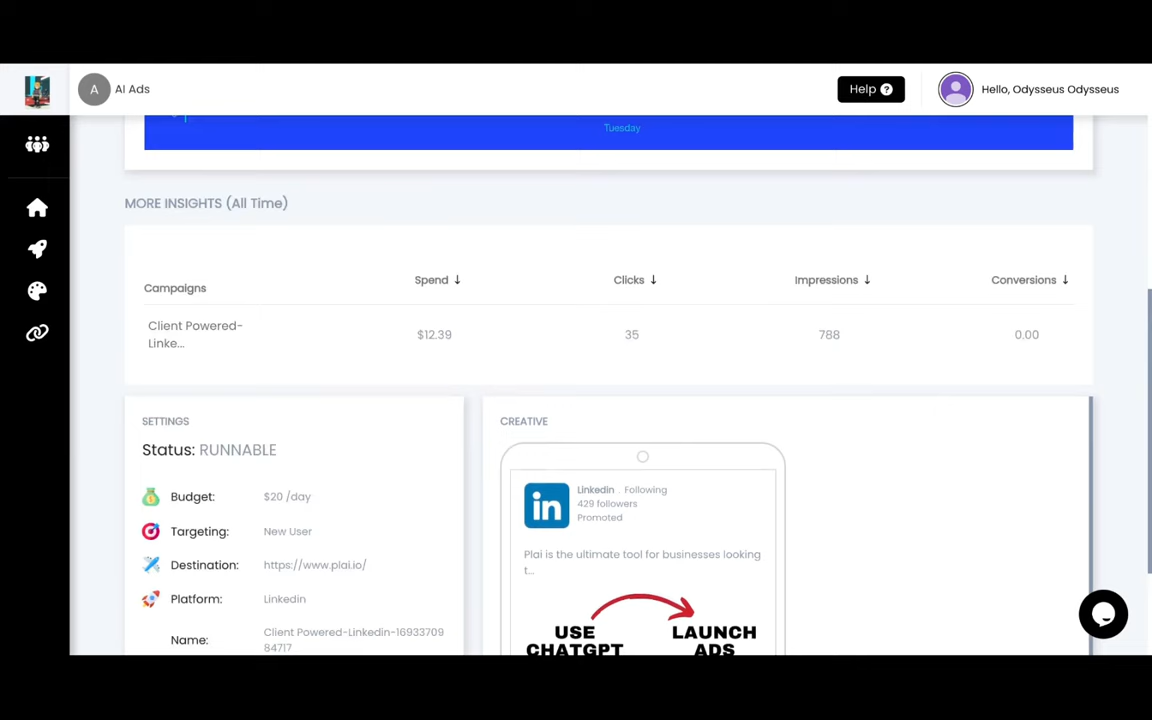 A AI Ads Help ? Hello, Odysseus Odysseus
Tuesday
MORE INSIGHTS (All Time)
Campaigns Spend ↓ Clicks ↓ Impressions ↓ Conversions ↓
Client Powered-
Linke... $12.39 35 788 0.00
SETTINGS
Status: RUNNABLE
Budget: $20 /day
Targeting: New User
Destination: https://www.plai.io/
Platform: Linkedin
Name: Client Powered-Linkedin-16933709
84717
CREATIVE
in
Linkedin . Following
429 followers
Promoted
Plai is the ultimate tool for businesses looking
t...
USE LAUNCH
CHATGPT ADS